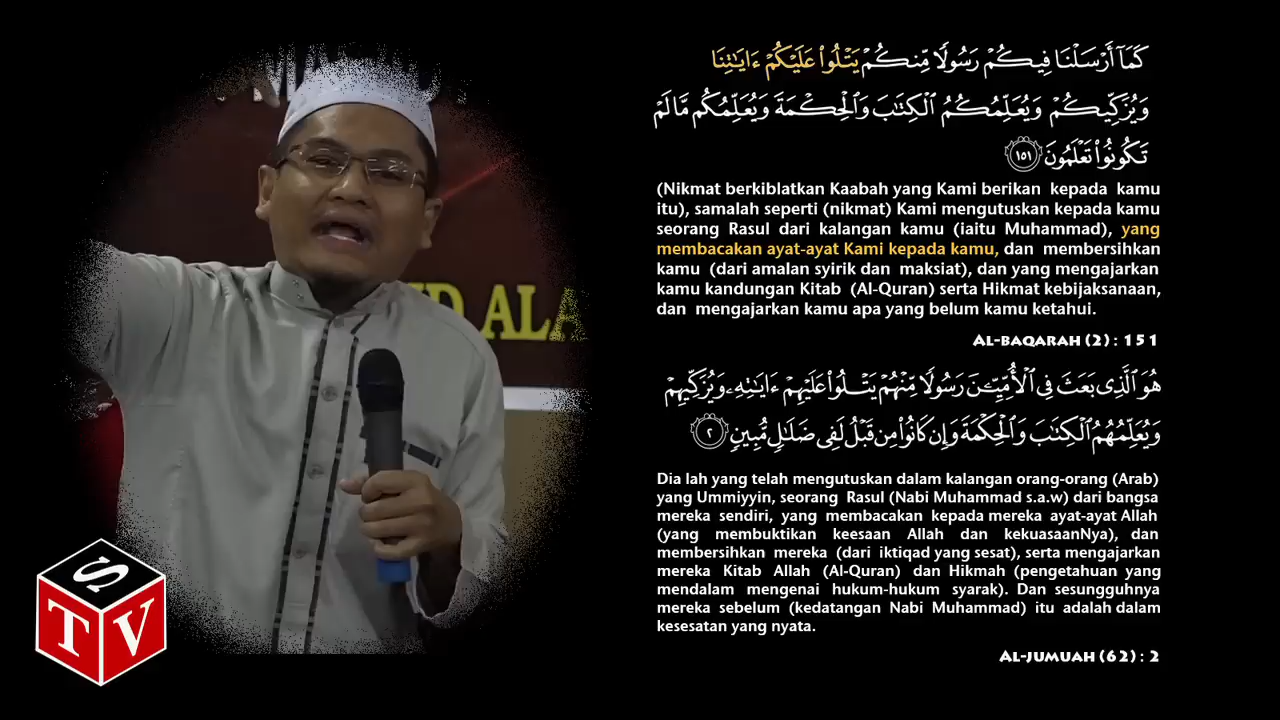 كَمَآ أَرْسَلْنَا فِيكُمْ رَسُولًا مِّنكُمْ يَتْلُوا۟ عَلَيْكُمْ ءَايَـٰتِنَا
وَيُزَكِّيكُمْ وَيُعَلِّمُكُمُ ٱلْكِتَـٰبَ وَٱلْحِكْمَةَ وَيُعَلِّمُكُم مَّا لَمْ
تَكُونُوا۟ تَعْلَمُونَ ١٥١
(Nikmat berkiblatkan Kaabah yang Kami berikan kepada kamu
itu), samalah seperti (nikmat) Kami mengutuskan kepada kamu
seorang Rasul dari kalangan kamu (iaitu Muhammad), yang
membacakan ayat-ayat Kami kepada kamu, dan membersihkan
kamu (dari amalan syirik dan maksiat), dan yang mengajarkan
kamu kandungan Kitab (Al-Quran) serta Hikmat kebijaksanaan,
dan mengajarkan kamu apa yang belum kamu ketahui.
AL-BAQARAH (2) : 151
هُوَ ٱلَّذِى بَعَثَ فِى ٱلْأُمِّيِّـۧنَ رَسُولًا مِّنْهُمْ يَتْلُوا۟ عَلَيْهِمْ ءَايَـٰتِهِۦ وَيُزَكِّيهِمْ
وَيُعَلِّمُهُمُ ٱلْكِتَـٰبَ وَٱلْحِكْمَةَ وَإِن كَانُوا۟ مِن قَبْلُ لَفِى ضَلَـٰلٍ مُّبِينٍ ٢
Dia lah yang telah mengutuskan dalam kalangan orang-orang (Arab)
yang Ummiyyin, seorang Rasul (Nabi Muhammad s.a.w) dari bangsa
mereka sendiri, yang membacakan kepada mereka ayat-ayat Allah
(yang membuktikan keesaan Allah dan kekuasaanNya), dan
membersihkan mereka (dari iktiqad yang sesat), serta mengajarkan
mereka Kitab Allah (Al-Quran) dan Hikmah (pengetahuan yang
mendalam mengenai hukum-hukum syarak). Dan sesungguhnya
mereka sebelum (kedatangan Nabi Muhammad) itu adalah dalam
kesesatan yang nyata.
AL-JUMUAH (62) : 2
ALA
S
TV